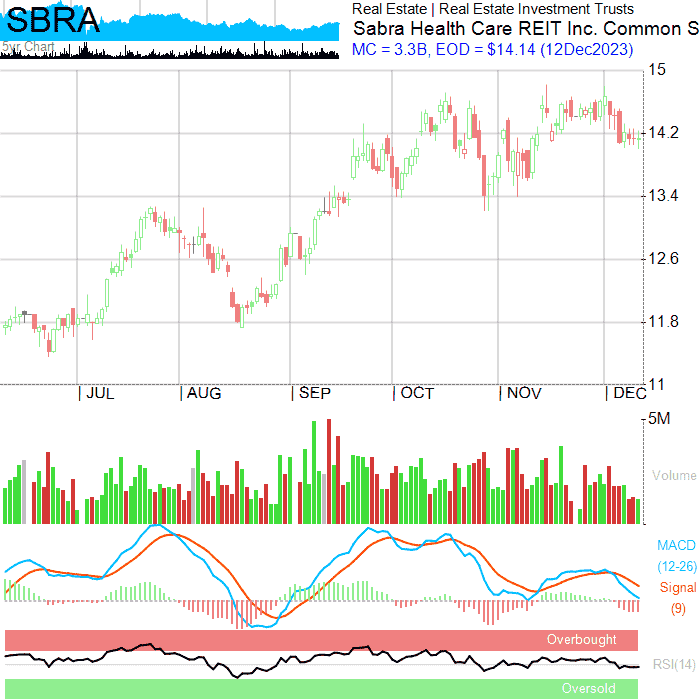 SBRA
5yr Chart
Real Estate | Real Estate Investment Trusts
Sabra Health Care REIT Inc. Common S
MC = 3.3B, EOD = $14.14 (12Dec2023)
15
14.2
13.4
12.6
11.8
11
JUL
AUG
SEP
OCT
NOV
DEC
5M
Volume
MACD
(12-26)
Signal
(9)
Overbought
RSI(14)
Oversold